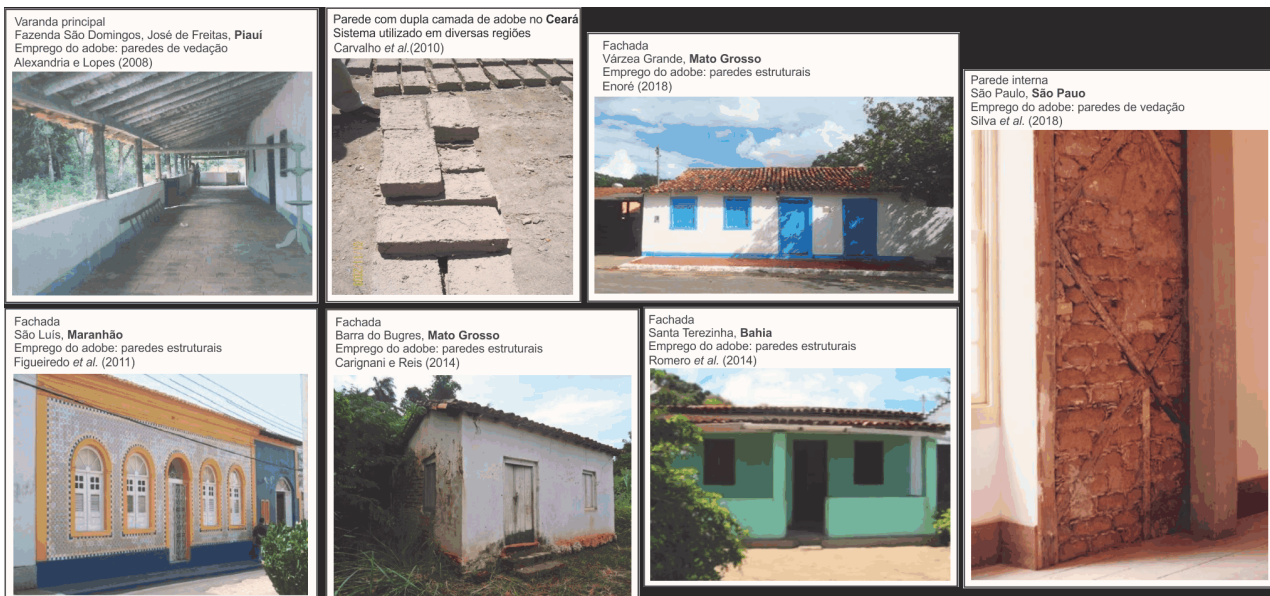 Varanda principal
Fazenda São Domingos, José de Freitas, Piauí
Emprego do adobe: paredes de vedação
Alexandria e Lopes (2008)
Parede com dupla camada de adobe no Ceará
Sistema utilizado em diversas regiões
Carvalho et al.(2010)
Fachada
Várzea Grande, Mato Grosso
Emprego do adobe: paredes estruturais
Enoré (2018)
Parede interna
São Paulo, São Pauo
Emprego do adobe: paredes de vedação
Silva et al. (2018)
Fachada
São Luís, Maranhão
Emprego do adobe: paredes estruturais
Figueiredo et al. (2011)
Fachada
Barra do Bugres, Mato Grosso
Emprego do adobe: paredes estruturais
Carignani e Reis (2014)
Fachada
Santa Terezinha, Bahia
Emprego do adobe: paredes estruturais
Romero et al. (2014)